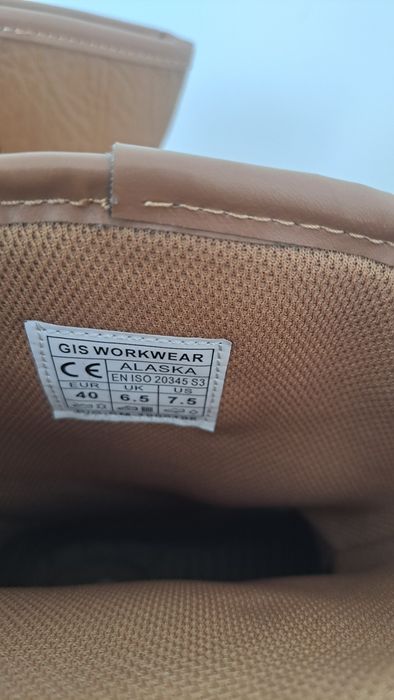 GIS WORKWEAR
CE
ALASKA
EN ISO 20345 S3
EUR UK US
40 6.5 7.5